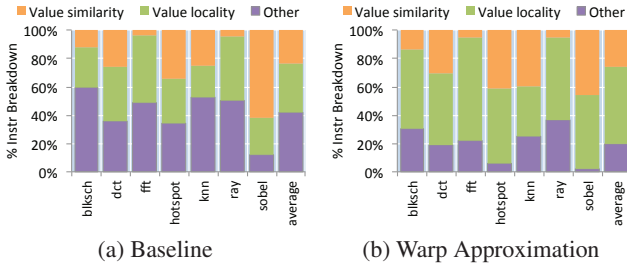 Value similarity Value locality Other
Value similarity Value locality Other
% Instr Breakdown
100%
80%
60%
40%
20%
0%
blksch
dct
fft
hotspot
knn
ray
sobel
average
% Instr Breakdown
100%
80%
60%
40%
20%
0%
blksch
dct
fft
hotspot
knn
ray
sobel
average
(a) Baseline
(b) Warp Approximation